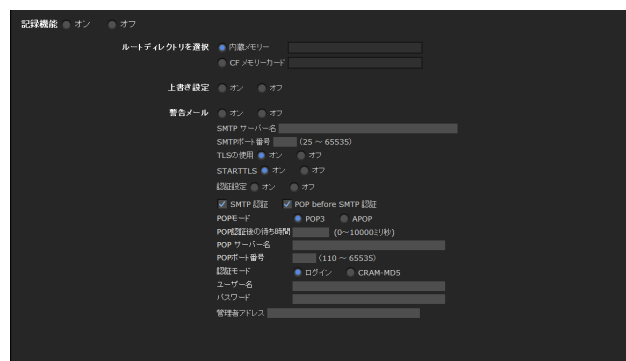 記録機能 オン オフ
ルートディレクトリを選択 内蔵メモリー
CF メモリーカード
上書き設定 オン オフ
警告メール オン オフ
SMTP サーバー名
SMTPポート番号 (25 ～ 65535)
TLSの使用 オン オフ
STARTTLS オン オフ
認証設定 オン オフ
SMTP 認証 POP before SMTP 認証
POPモード POP3 APOP
POP認証後の待ち時間 (0～10000ミリ秒)
POP サーバー名
POPポート番号 (110 ～ 65535)
認証モード ログイン CRAM-MD5
ユーザー名
パスワード
管理者アドレス